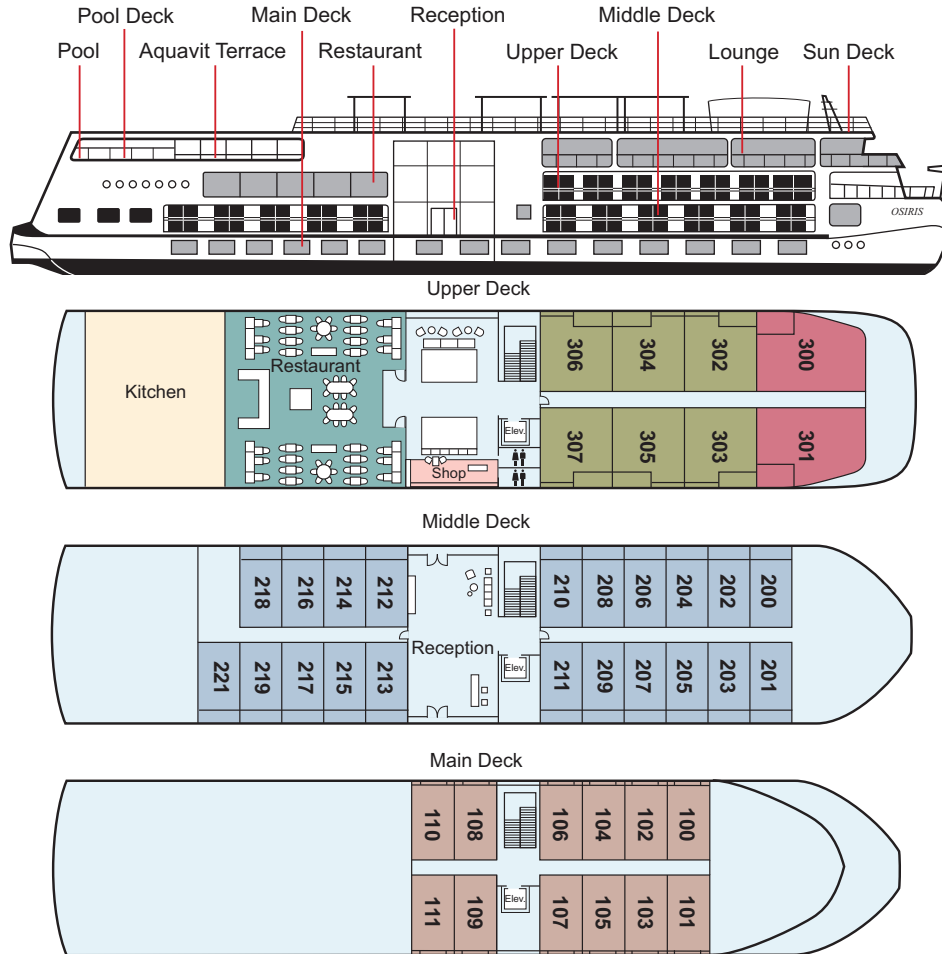 Pool Deck Main Deck Reception Middle Deck
Pool Aquavit Terrace Restaurant Upper Deck Lounge Sun Deck
OSIRIS
Upper Deck
Kitchen
Restaurant
Shop
Elev.
306 304 302 300
307 305 303 301
Middle Deck
218 216 214 212
Reception
Elev.
210 208 206 204 202 200
221 219 217 215 213
211 209 207 205 203 201
Main Deck
110 108 106 104 102 100
Elev.
111 109 107 105 103 101